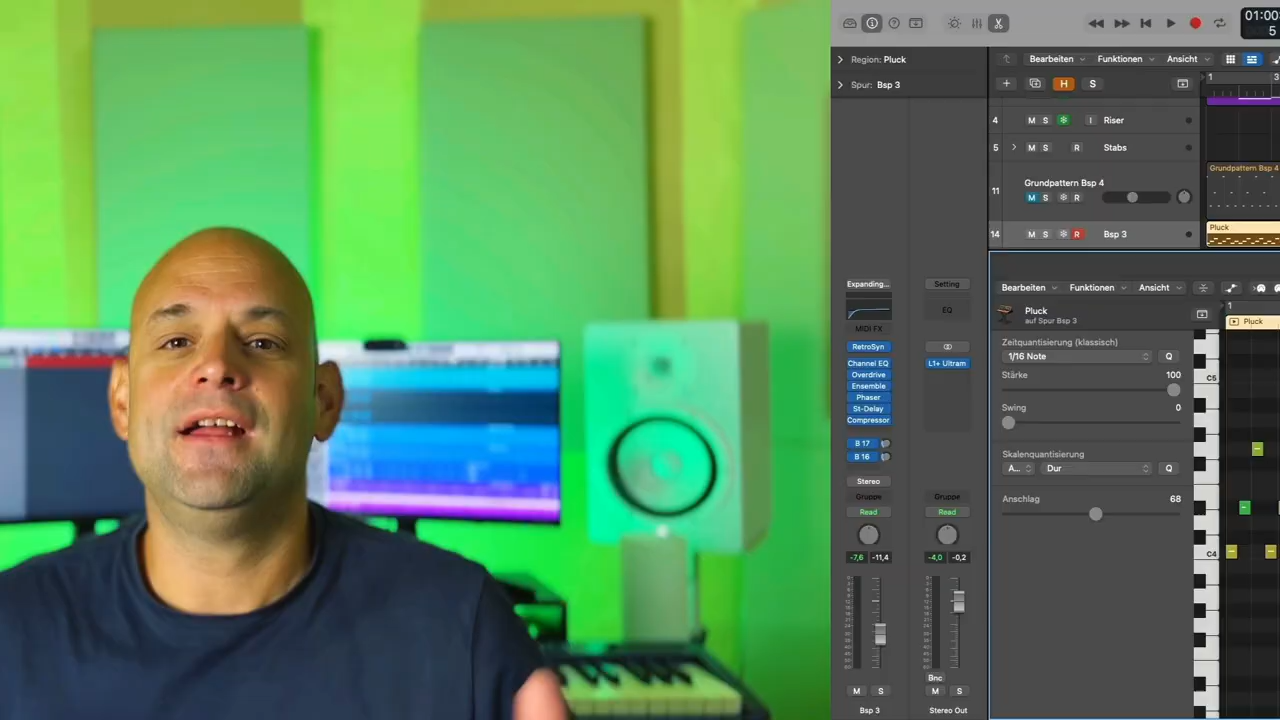 01:00:
5
Region: Pluck
Spur: Bsp 3
Bearbeiten Funktionen Ansicht
H S
1 3
4 M S I Riser
5 M S R Stabs
Grundpattern Bsp 4
11 M S R
Grundpattern Bsp 4
14 M S R Bsp 3
Pluck
Expanding...
MIDI FX
RetroSyn
Channel EQ
Overdrive
Ensemble
Phaser
St-Delay
Compressor
B 17
B 16
Stereo
Gruppe
Read
-7,6 -11,4
M S
Bsp 3
Setting
EQ
L1+ Ultram
Gruppe
Read
-4,0 -0,2
Bnc
M S
Stereo Out
Bearbeiten Funktionen Ansicht
Pluck
auf Spur Bsp 3
1
Pluck
Zeitquantisierung (klassisch)
1/16 Note Q
Stärke 100
Swing 0
Skalenquantisierung
A... Dur Q
Anschlag 68
C5
C4